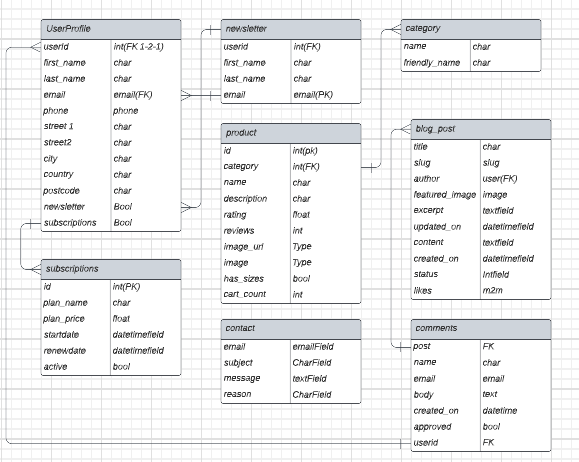 UserProfile
userid int(FK 1-2-1)
first_name char
last_name char
email email(FK)
phone phone
street 1 char
street2 char
city char
country char
postcode char
newsletter Bool
subscriptions Bool
subscriptions
id int(PK)
plan_name char
plan_price float
startdate datetimefield
renewdate datetimefield
active bool
newsletter
userid int(FK)
first_name char
last_name char
email email(PK)
product
id int(pk)
category int(FK)
name char
description char
rating float
reviews int
image_url Type
image Type
has_sizes bool
cart_count int
contact
email emailField
subject CharField
message textField
reason CharField
category
name char
friendly_name char
blog_post
title char
slug slug
author user(FK)
featured_image image
excerpt textfield
updated_on datetimefield
content textfield
created_on datetimefield
status Intfield
likes m2m
comments
post FK
name char
email email
body text
created_on datetime
approved bool
userid FK